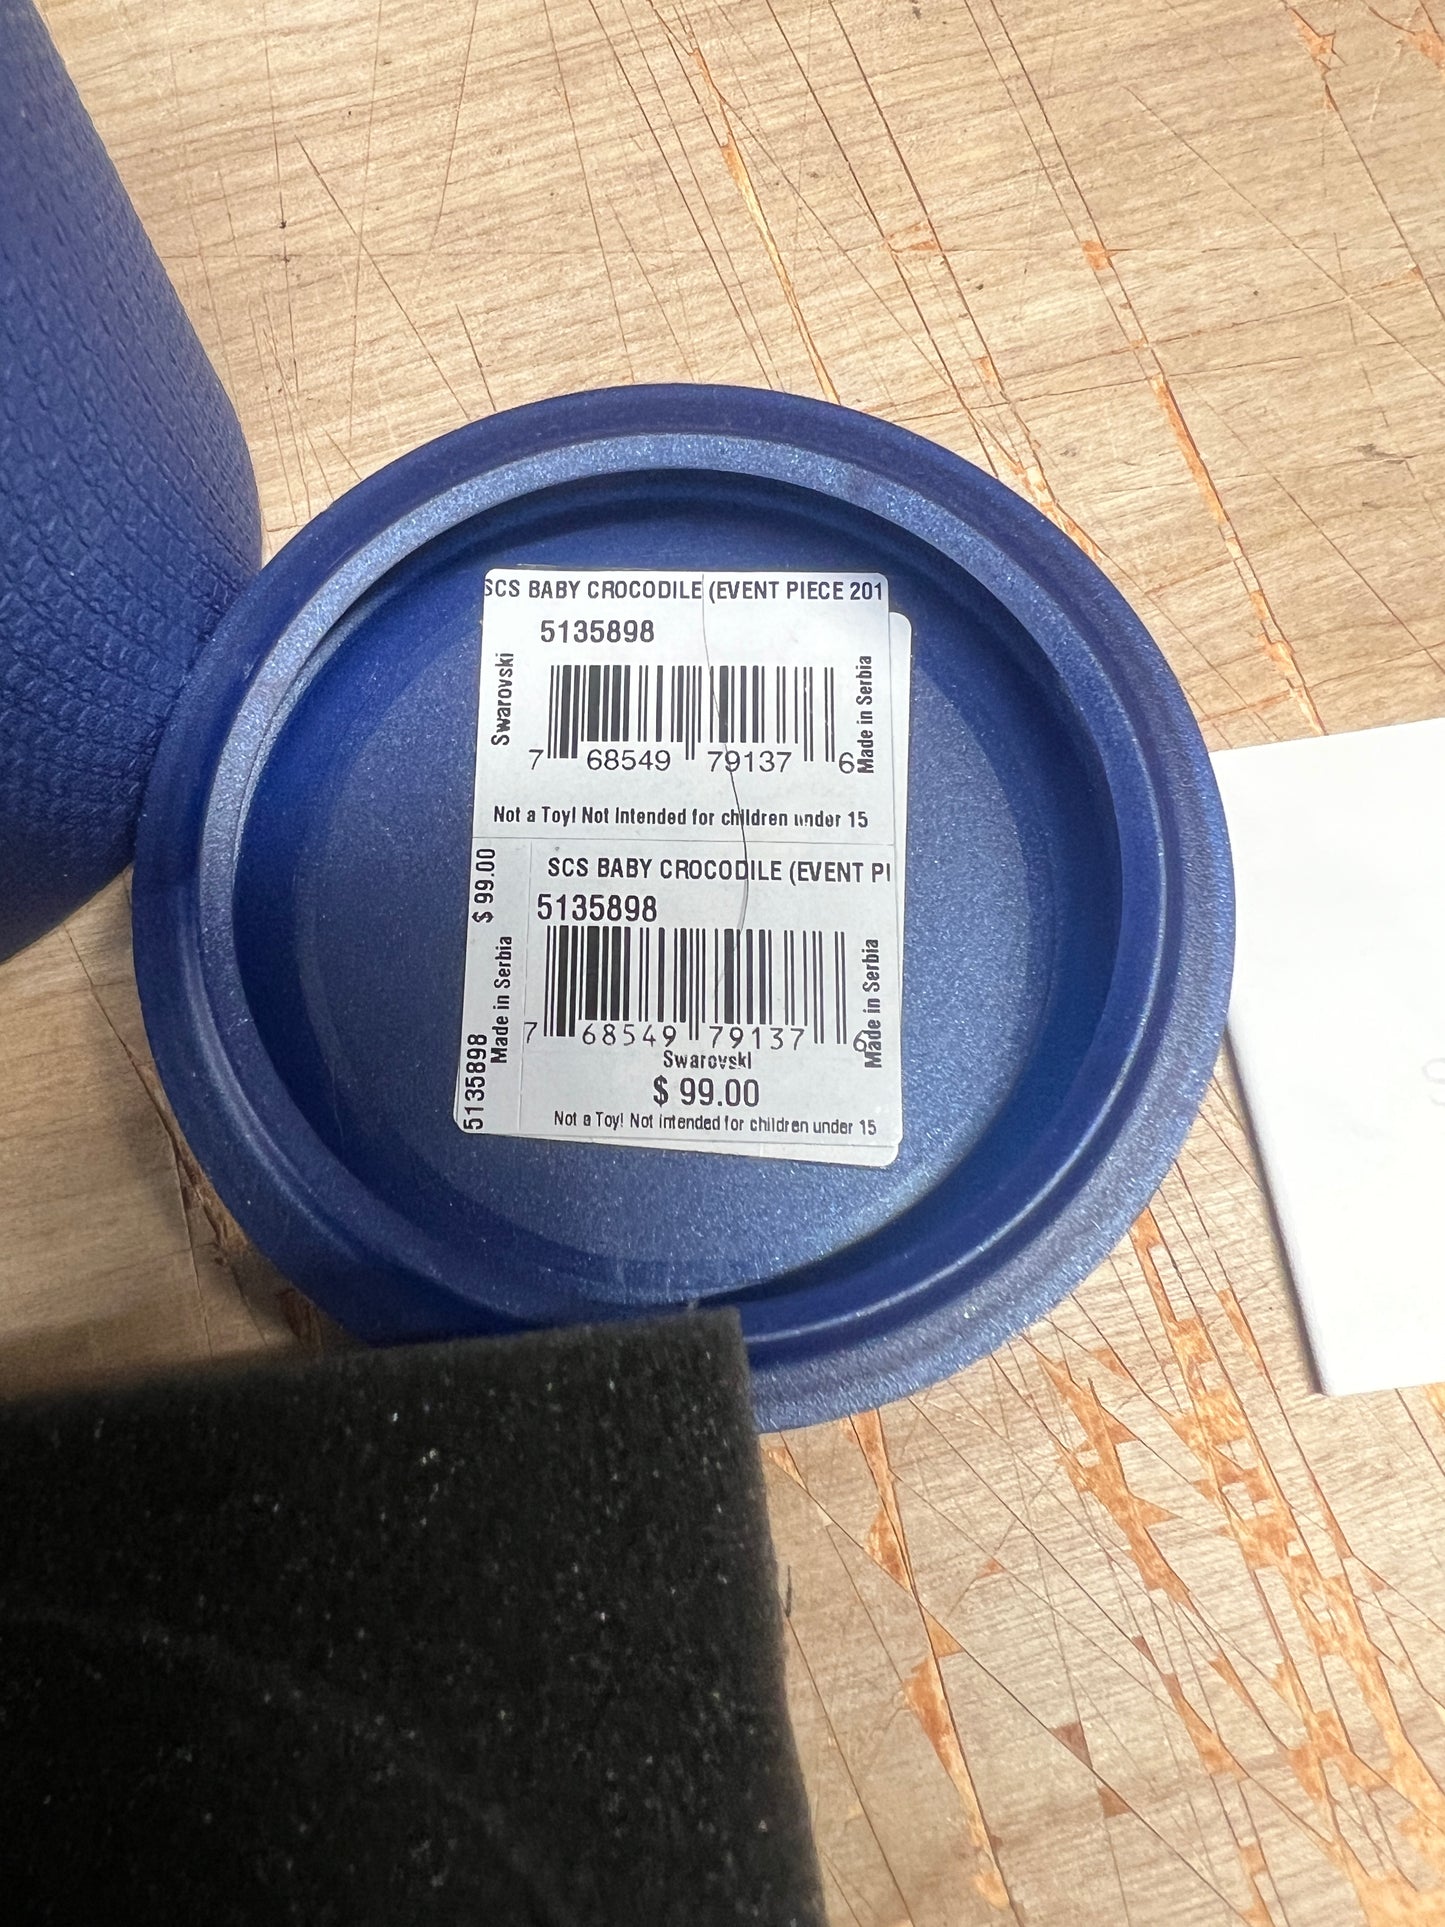 SCS BABY CROCODILE (EVENT PIECE 201
5135898
Swarovski
Made in Serbia
7 68549 79137 6
Not a Toy! Not Intended for children under 15
$ 99.00
Made in Serbia
5135898
SCS BABY CROCODILE (EVENT PI
5135898
Made in Serbia
7 68549 79137 6
Swarovski
$ 99.00
Not a Toy! Not intended for children under 15